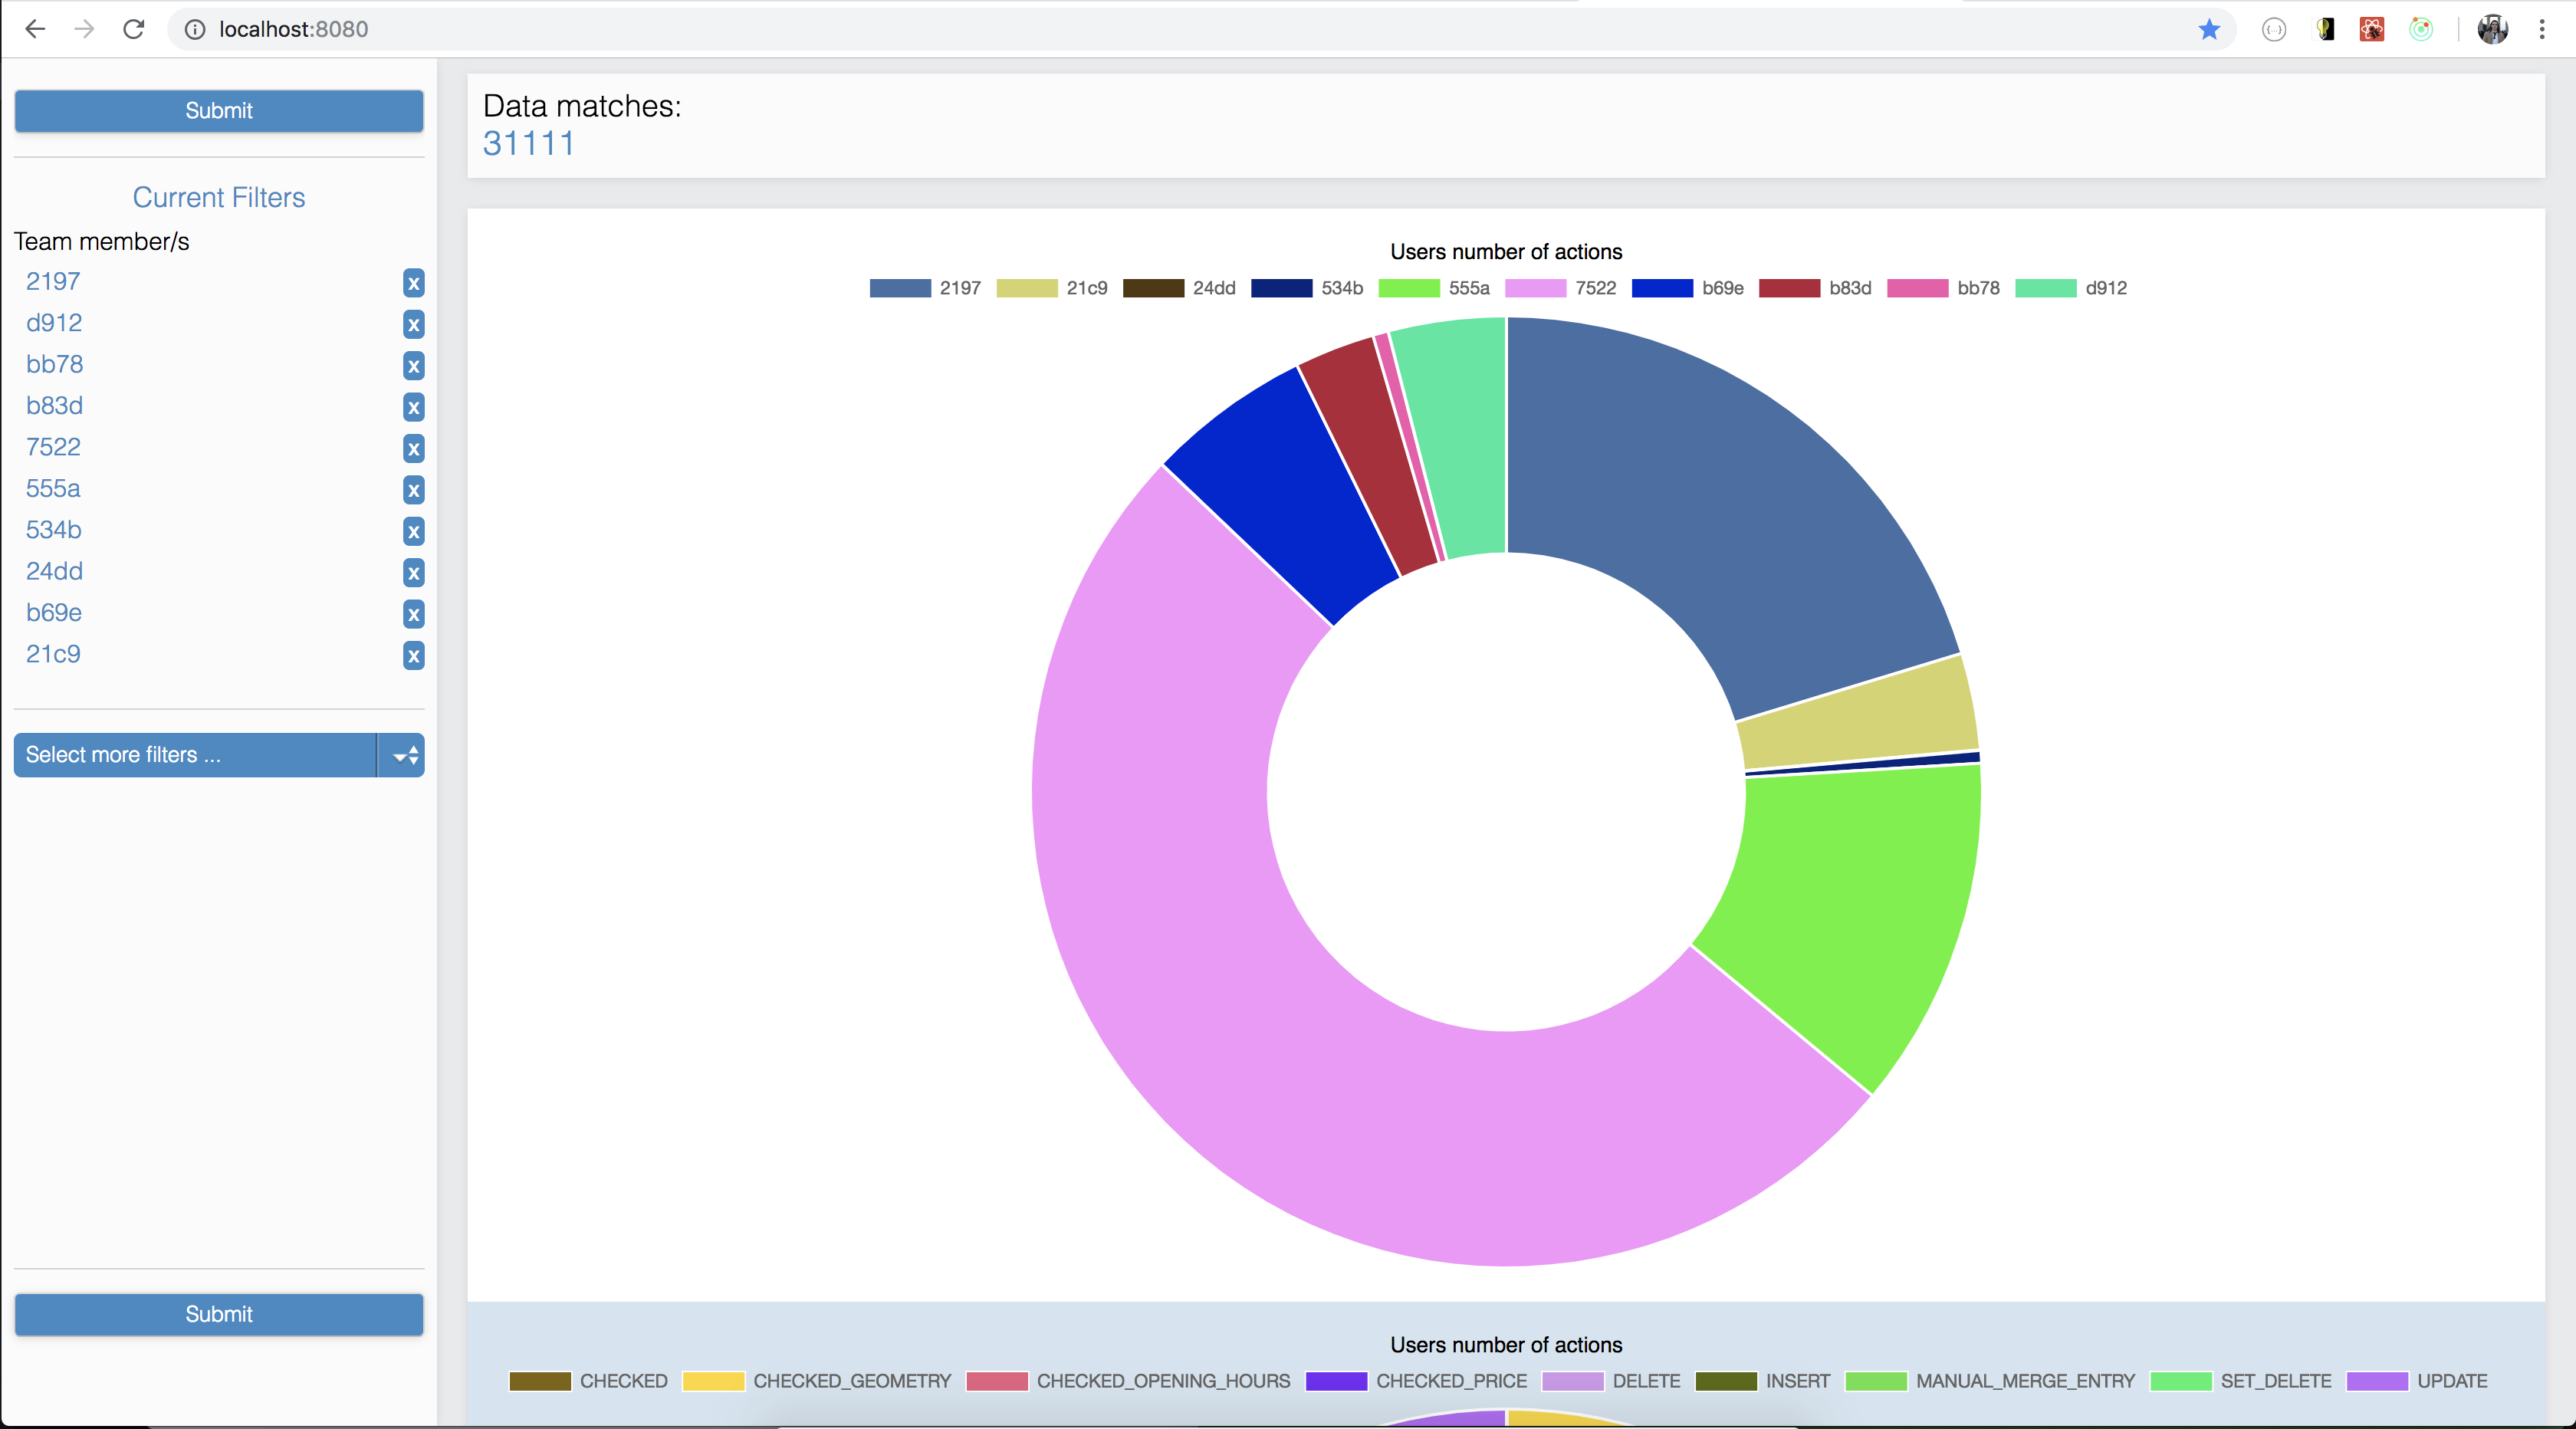 localhost:8080
Submit
Current Filters
Team member/s
2197 x
d912 x
bb78 x
b83d x
7522 x
555a x
534b x
24dd x
b69e x
21c9 x
Select more filters ...
Submit
Data matches:
31111
Users number of actions
2197 21c9 24dd 534b 555a 7522 b69e b83d bb78 d912
Users number of actions
CHECKED CHECKED_GEOMETRY CHECKED_OPENING_HOURS CHECKED_PRICE DELETE INSERT MANUAL_MERGE_ENTRY SET_DELETE UPDATE